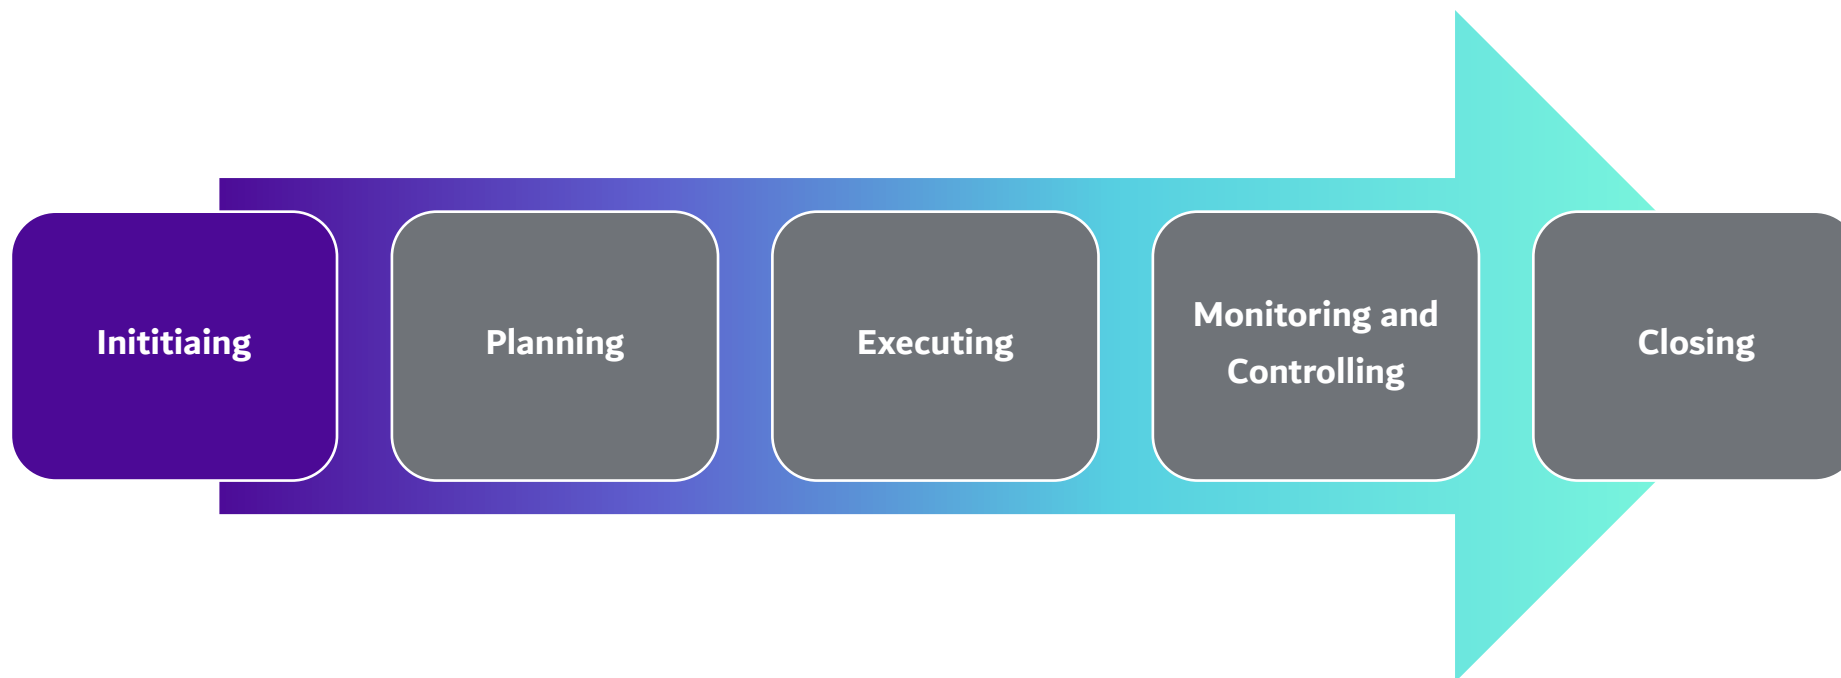 Inititiaing
Planning
Executing
Monitoring and
Controlling
Closing